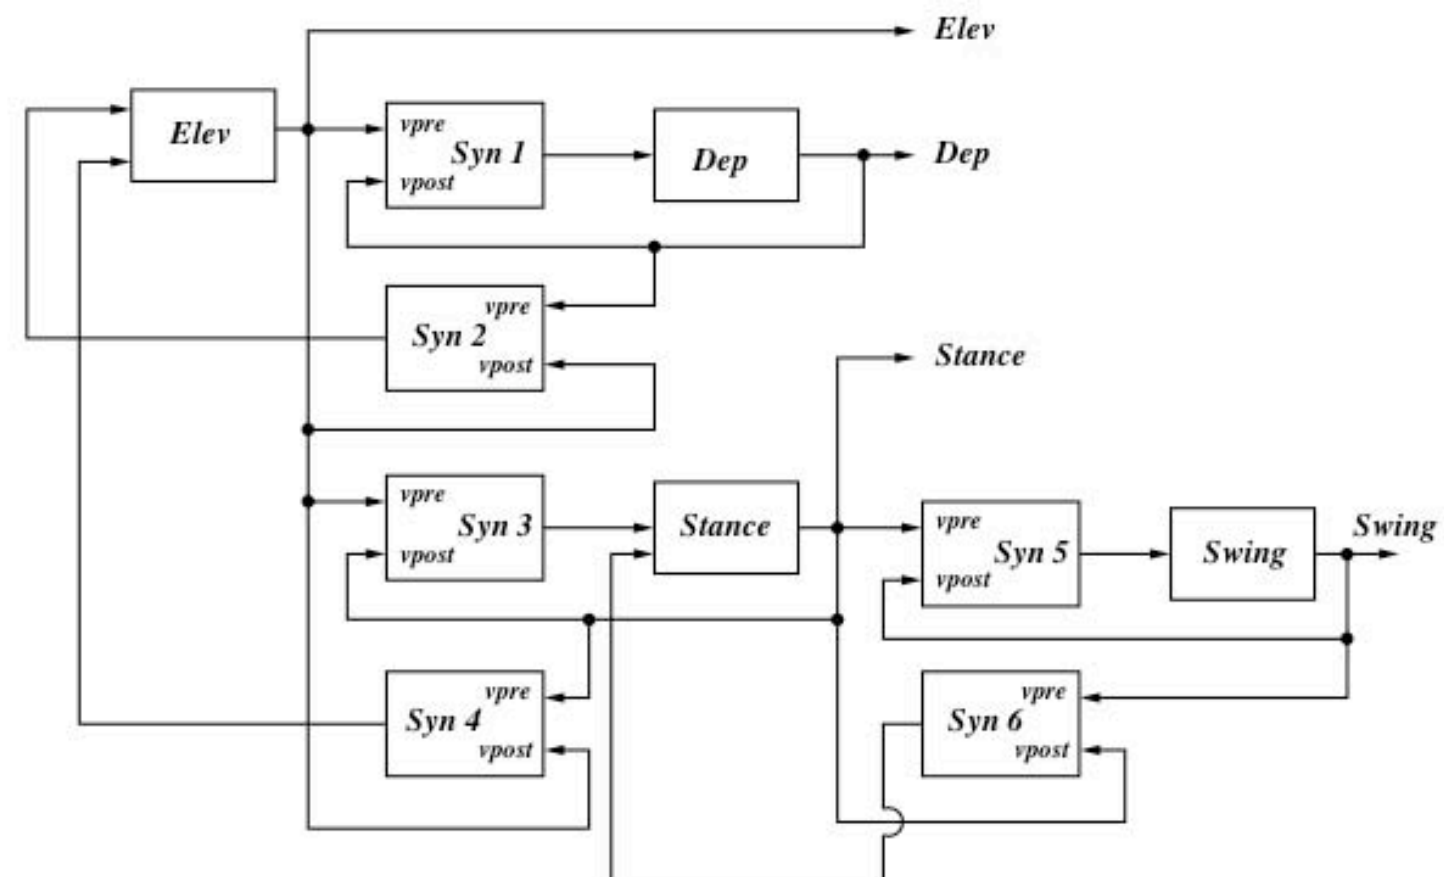 Elev
Elev
vpre
Syn 1
vpost
Dep
Dep
vpre
Syn 2
vpost
Stance
vpre
Syn 3
vpost
Stance
vpre
Syn 5
vpost
Swing
Swing
vpre
Syn 4
vpost
vpre
Syn 6
vpost